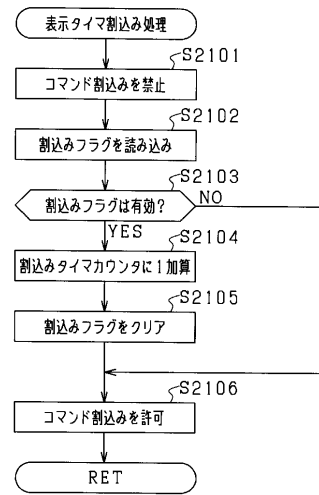 表示タイマ割込み処理
S2101
コマンド割込みを禁止
S2102
割込みフラグを読み込み
S2103
割込みフラグは有効?
NO
YES
S2104
割込みタイマカウンタに1加算
S2105
割込みフラグをクリア
S2106
コマンド割込みを許可
RET